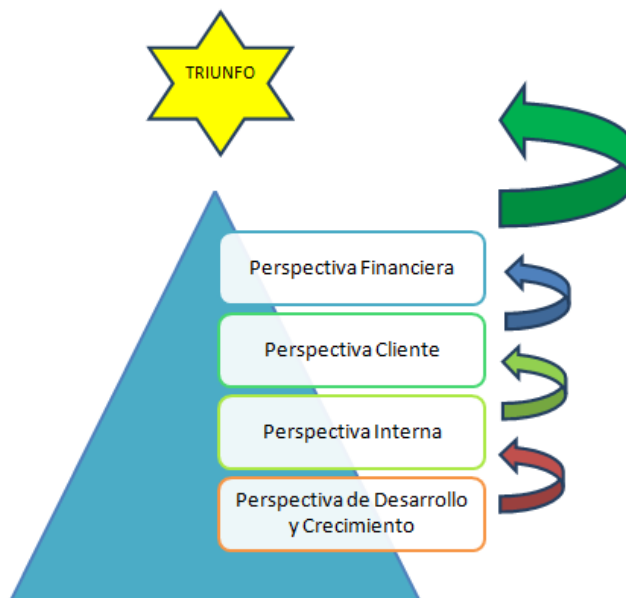 TRIUNFO
Perspectiva Financiera
Perspectiva Cliente
Perspectiva Interna
Perspectiva de Desarrollo
y Crecimiento